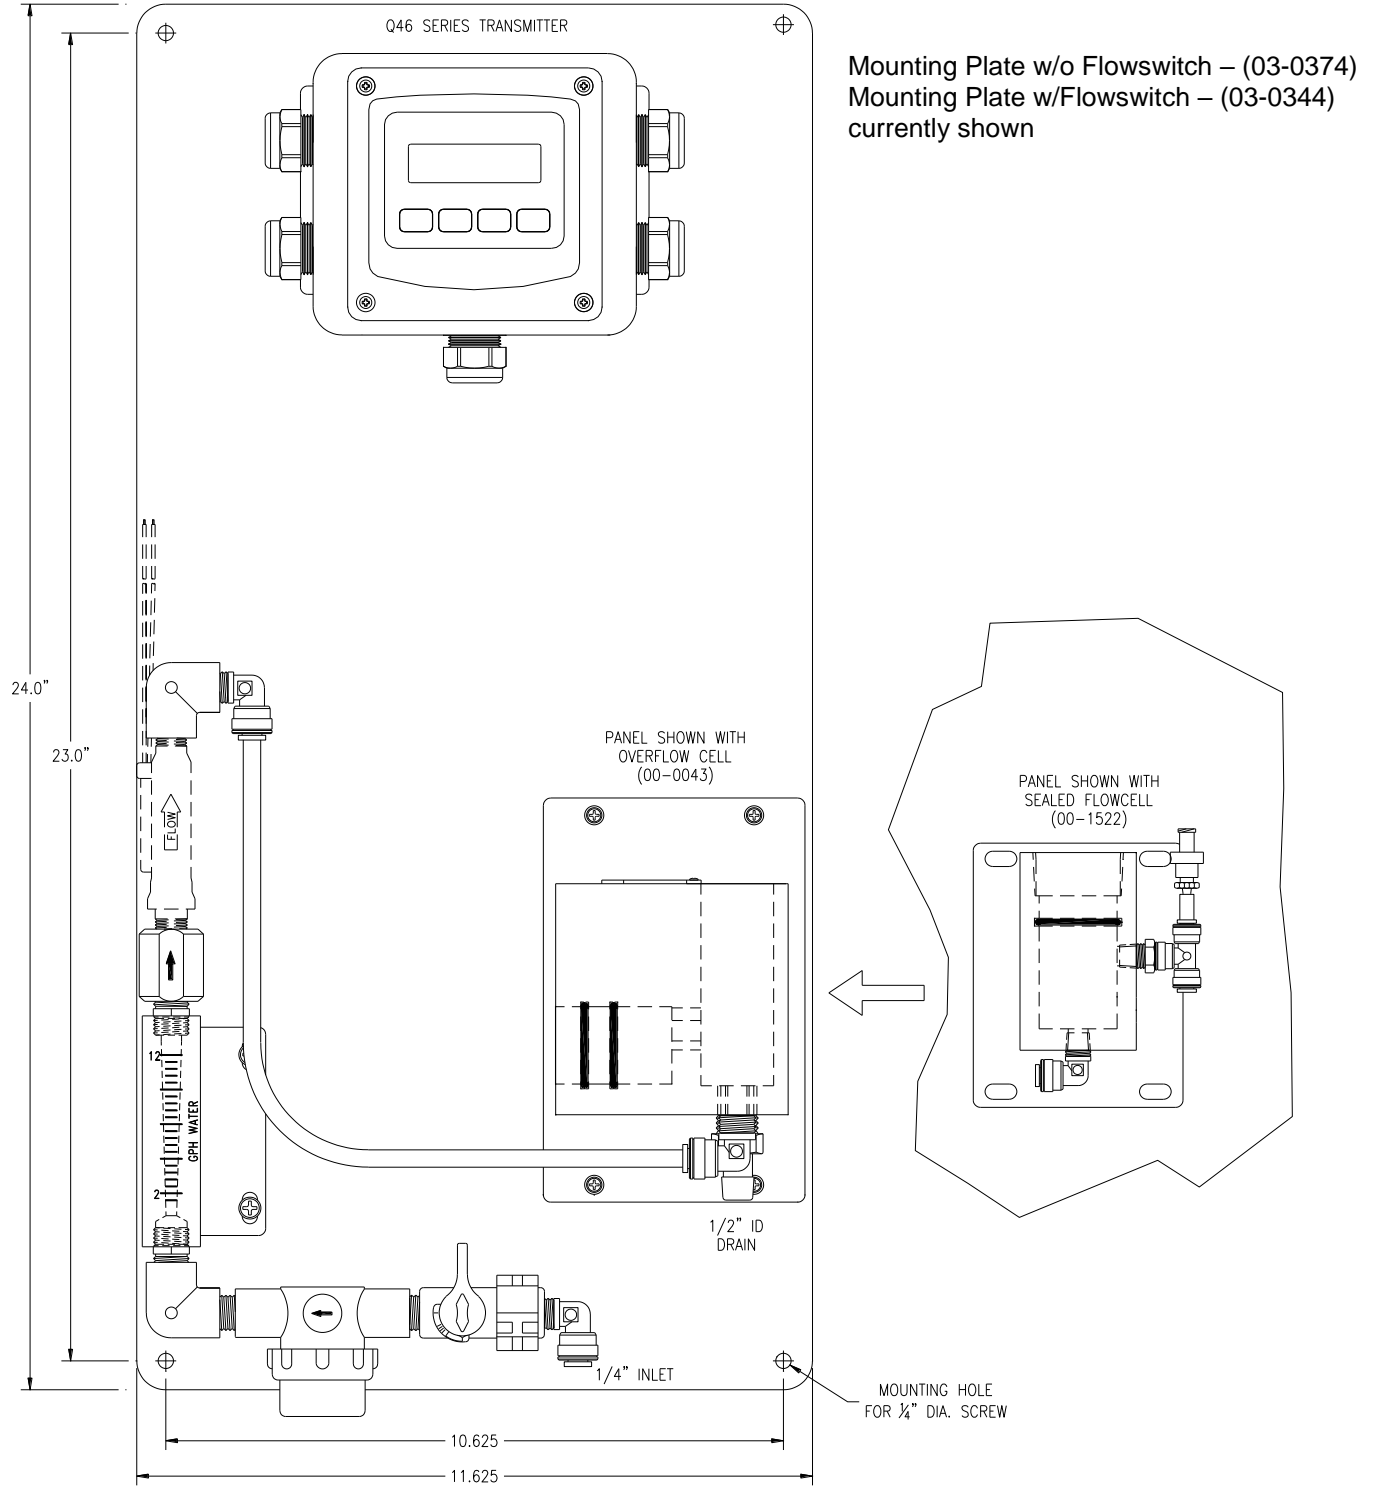 Q46 SERIES TRANSMITTER
Mounting Plate w/o Flowswitch – (03-0374)
Mounting Plate w/Flowswitch – (03-0344)
currently shown
24.0"
23.0"
PANEL SHOWN WITH
OVERFLOW CELL
(00-0043)
PANEL SHOWN WITH
SEALED FLOWCELL
(00-1522)
FLOW
12
GPH WATER
2
1/2" ID
DRAIN
1/4" INLET
MOUNTING HOLE
FOR ¼" DIA. SCREW
10.625
11.625